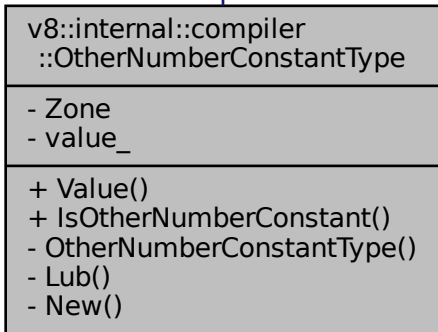 v8::internal::compiler
::OtherNumberConstantType
- Zone
- value_
+ Value()
+ IsOtherNumberConstant()
- OtherNumberConstantType()
- Lub()
- New()